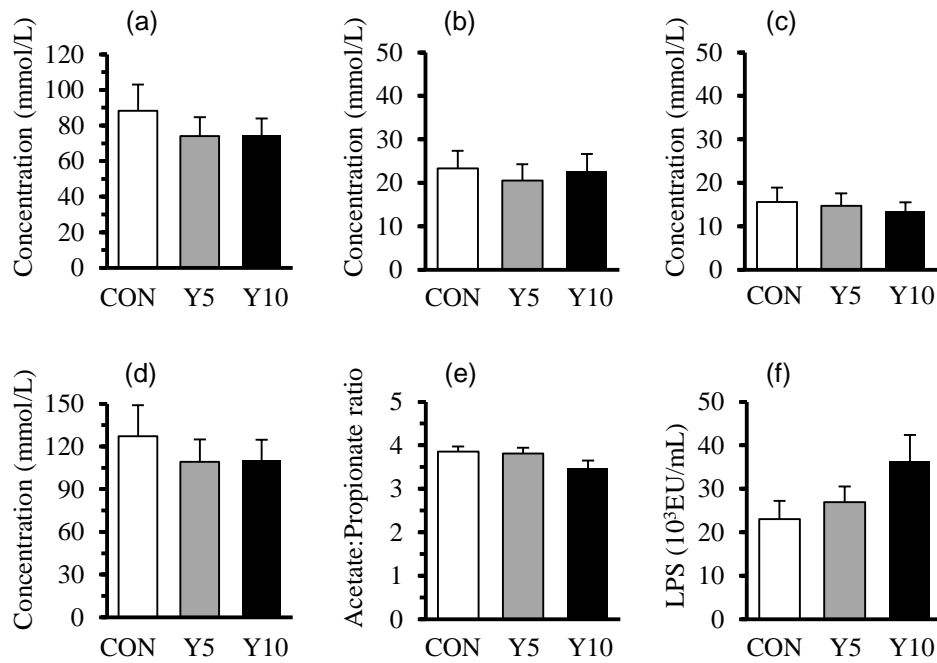 (a) (b) (c)
Concentration (mmol/L)
120
100
80
60
40
20
0
CON Y5 Y10
Concentration (mmol/L)
50
40
30
20
10
0
CON Y5 Y10
Concentration (mmol/L)
50
40
30
20
10
0
CON Y5 Y10
(d) (e) (f)
Concentration (mmol/L)
150
120
90
60
30
0
CON Y5 Y10
Acetate:Propionate ratio
5
4
3
2
1
0
CON Y5 Y10
LPS (10³EU/mL)
50
40
30
20
10
0
CON Y5 Y10